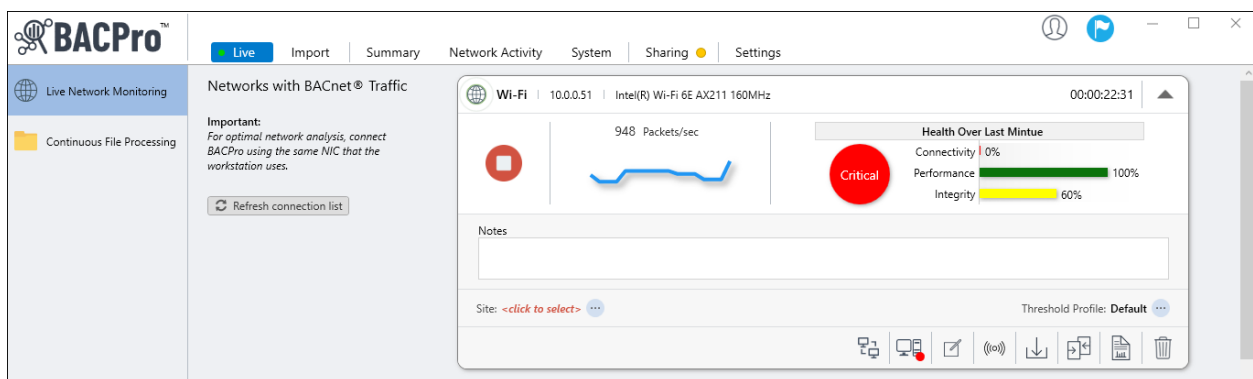 BACPro™
Live Import Summary Network Activity System Sharing Settings
Live Network Monitoring
Continuous File Processing
Networks with BACnet® Traffic
Important:
For optimal network analysis, connect
BACPro using the same NIC that the
workstation uses.
Refresh connection list
Wi-Fi 10.0.0.51 Intel(R) Wi-Fi 6E AX211 160MHz 00:00:22:31
948 Packets/sec
Critical
Health Over Last Mintue
Connectivity 0%
Performance 100%
Integrity 60%
Notes
Site: <click to select> ...
Threshold Profile: Default ...